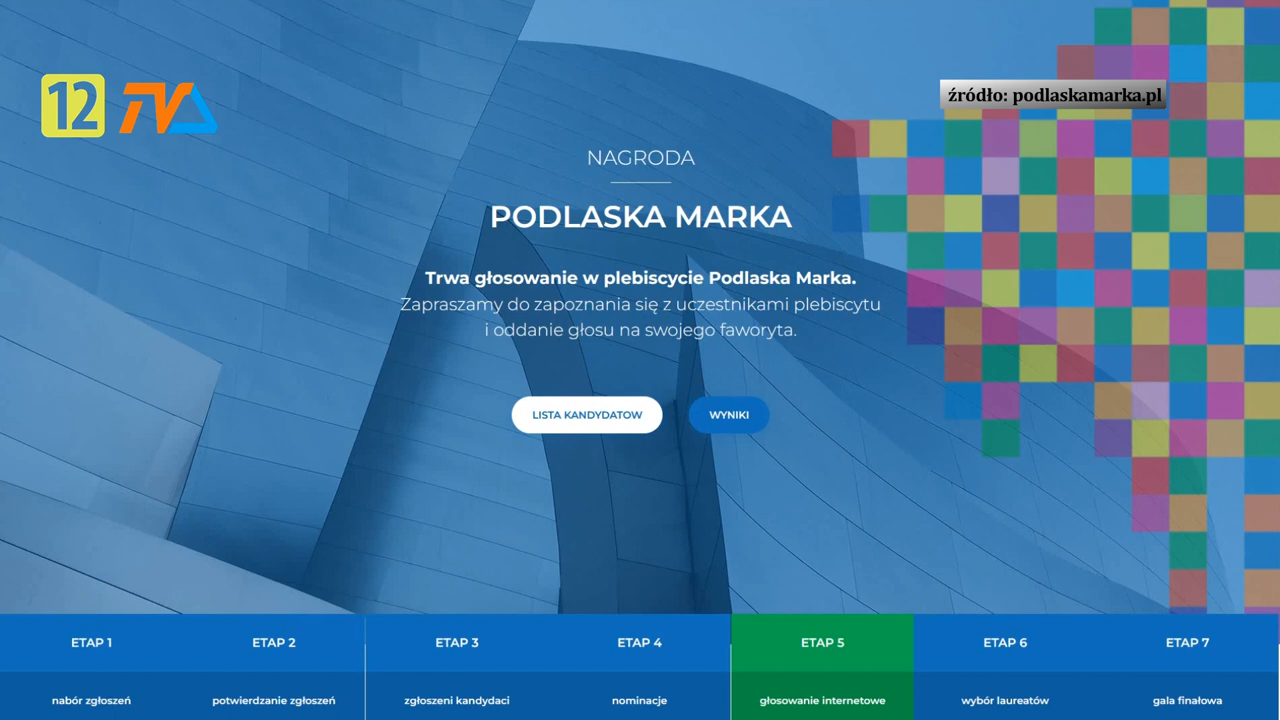 12 TVA
źródło: podlaskamarka.pl
NAGRODA
PODLASKA MARKA
Trwa głosowanie w plebiscycie Podlaska Marka.
Zapraszamy do zapoznania się z uczestnikami plebiscytu
i oddanie głosu na swojego faworyta.
LISTA KANDYDATOW WYNIKI
ETAP 1 ETAP 2 ETAP 3 ETAP 4 ETAP 5 ETAP 6 ETAP 7
nabór zgłoszeń potwierdzanie zgłoszeń zgłoszeni kandydaci nominacje głosowanie internetowe wybór laureatów gala finałowa